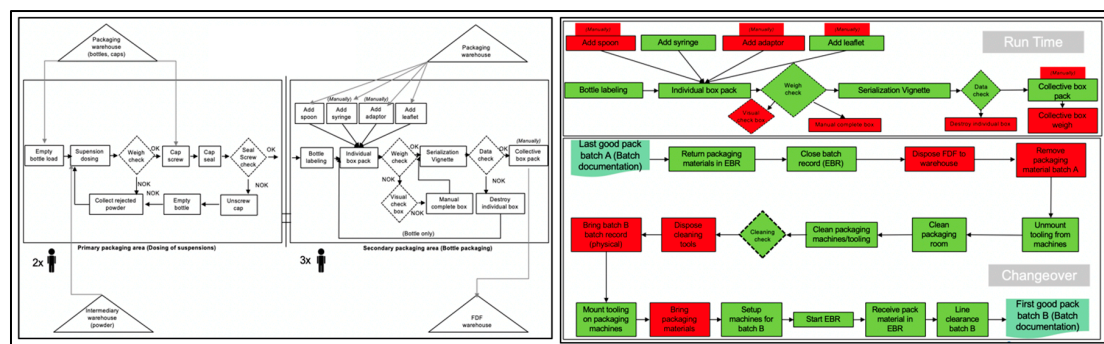 Packaging
warehouse
(bottles, caps)
Packaging
warehouse
(Manually)
(Manually)
Add
spoon
Add
syringe
Add
adaptor
Add
leaflet
Empty
bottle load
Supension
dosing
Weigh
check
OK
Cap
screw
Cap
seal
Seal
Screw
check
OK
NOK
NOK
NOK
Collect rejected
powder
Empty
bottle
Unscrew
cap
Primary packaging area (Dosing of suspensions)
2x
Intermediary
warehouse
(powder)
Bottle
labeling
Individual
box pack
Weigh
check
OK
Serialization
Vignette
Data
check
OK
(Manually)
Collective
box pack
NOK
NOK
Visual
check
box
NOK
Manual
complete box
Destroy
individual box
(Bottle only)
Secondary packaging area (Bottle packaging)
3x
FDF
warehouse
(Manually)
Add spoon
Add syringe
(Manually)
Add adaptor
(Manually)
Add leaflet
Run Time
Bottle labeling
Individual box pack
Weigh
check
Serialization Vignette
Data
check
(Manually)
Collective box
pack
Visual
check box
Manual complete box
Destroy individual box
Collective box
weigh
Last good pack
batch A (Batch
documentation)
Return packaging
materials in EBR
Close batch
record (EBR)
Dispose FDF to
warehouse
Remove
packaging
material batch A
Bring batch B
batch record
(physical)
Dispose
cleaning
tools
Cleaning
check
Clean packaging
machines/tooling
Clean
packaging
room
Unmount
tooling from
machines
Changeover
Mount tooling
on packaging
machines
Bring
packaging
materials
Setup
machines for
batch B
Start EBR
Receive pack
material in
EBR
Line
clearance
batch B
First good pack
batch B (Batch
documentation)